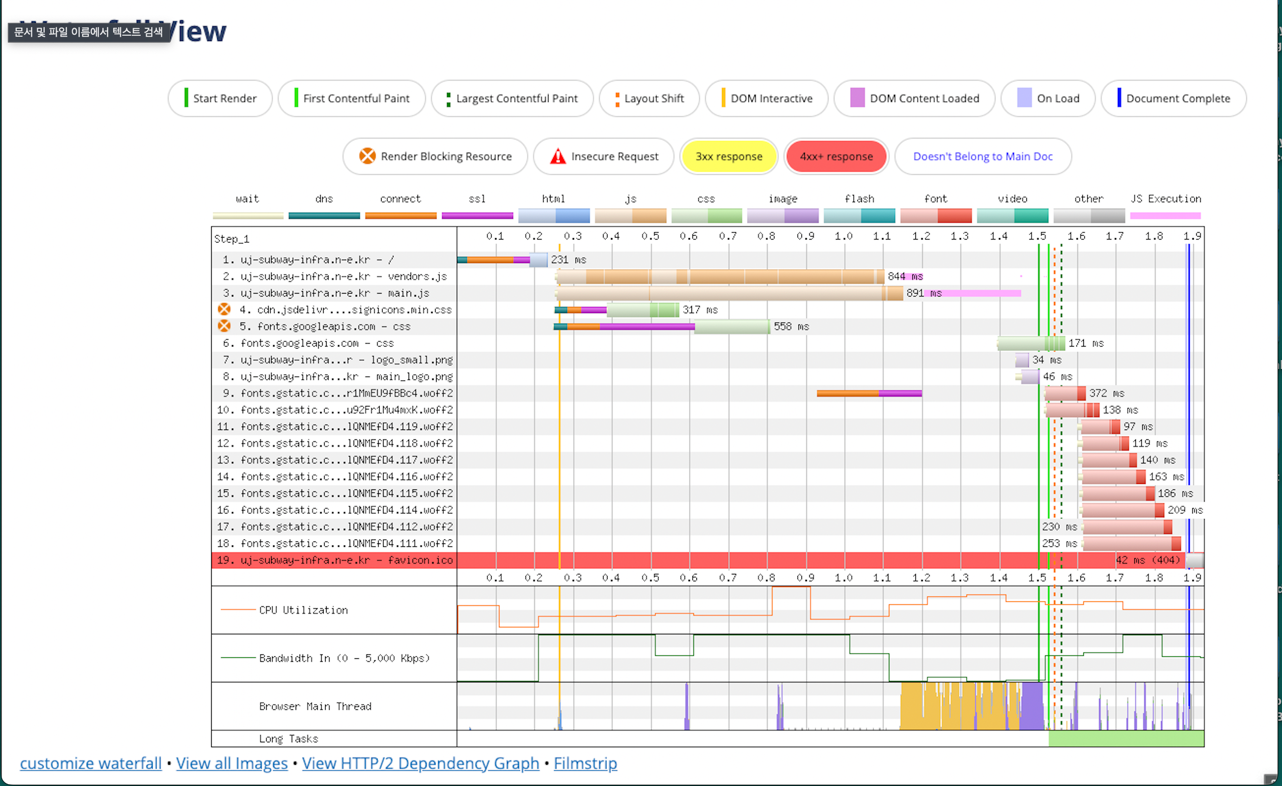 Waterfall View
문서 및 파일 이름에서 텍스트 검색
Start Render
First Contentful Paint
Largest Contentful Paint
Layout Shift
DOM Interactive
DOM Content Loaded
On Load
Document Complete
Render Blocking Resource
Insecure Request
3xx response
4xx+ response
Doesn't Belong to Main Doc
wait dns connect ssl html js css image flash font video other JS Execution
Step_1 0.1 0.2 0.3 0.4 0.5 0.6 0.7 0.8 0.9 1.0 1.1 1.2 1.3 1.4 1.5 1.6 1.7 1.8 1.9
1. uj-subway-infra.n-e.kr - / 231 ms
2. uj-subway-infra.n-e.kr - vendors.js 844 ms
3. uj-subway-infra.n-e.kr - main.js 891 ms
4. cdn.jsdelivr....signicons.min.css 317 ms
5. fonts.googleapis.com - css 558 ms
6. fonts.googleapis.com - css 171 ms
7. uj-subway-infra...r - logo_small.png 34 ms
8. uj-subway-infra...kr - main_logo.png 46 ms
9. fonts.gstatic.c...r1MmEU9fBBc4.woff2 372 ms
10. fonts.gstatic.c...u92Fr1Mu4mxK.woff2 138 ms
11. fonts.gstatic.c...lQNMEfD4.119.woff2 97 ms
12. fonts.gstatic.c...lQNMEfD4.118.woff2 119 ms
13. fonts.gstatic.c...lQNMEfD4.117.woff2 140 ms
14. fonts.gstatic.c...lQNMEfD4.116.woff2 163 ms
15. fonts.gstatic.c...lQNMEfD4.115.woff2 186 ms
16. fonts.gstatic.c...lQNMEfD4.114.woff2 209 ms
17. fonts.gstatic.c...lQNMEfD4.112.woff2 230 ms
18. fonts.gstatic.c...lQNMEfD4.111.woff2 253 ms
19. uj-subway-infra.n-e.kr - favicon.ico 42 ms (404)
0.1 0.2 0.3 0.4 0.5 0.6 0.7 0.8 0.9 1.0 1.1 1.2 1.3 1.4 1.5 1.6 1.7 1.8 1.9
CPU Utilization
Bandwidth In (0 - 5,000 Kbps)
Browser Main Thread
Long Tasks
customize waterfall • View all Images • View HTTP/2 Dependency Graph • Filmstrip